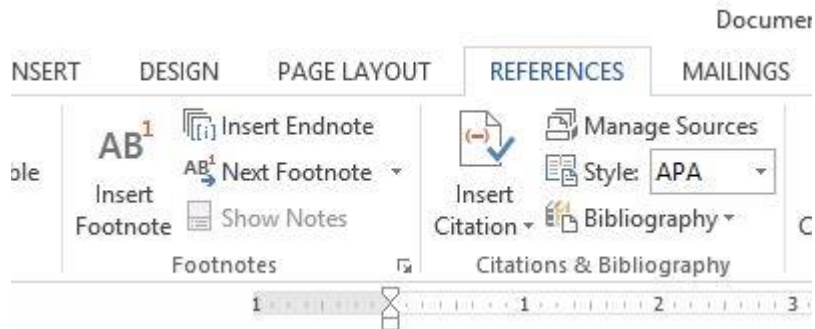 Documen
NSERT DESIGN PAGE LAYOUT REFERENCES MAILINGS
AB1 [i] Insert Endnote (-) Manage Sources
ble AB1 Next Footnote Style: APA
Insert Footnote Show Notes Insert Citation Bibliography C
Footnotes Citations & Bibliography
1 1 2 3